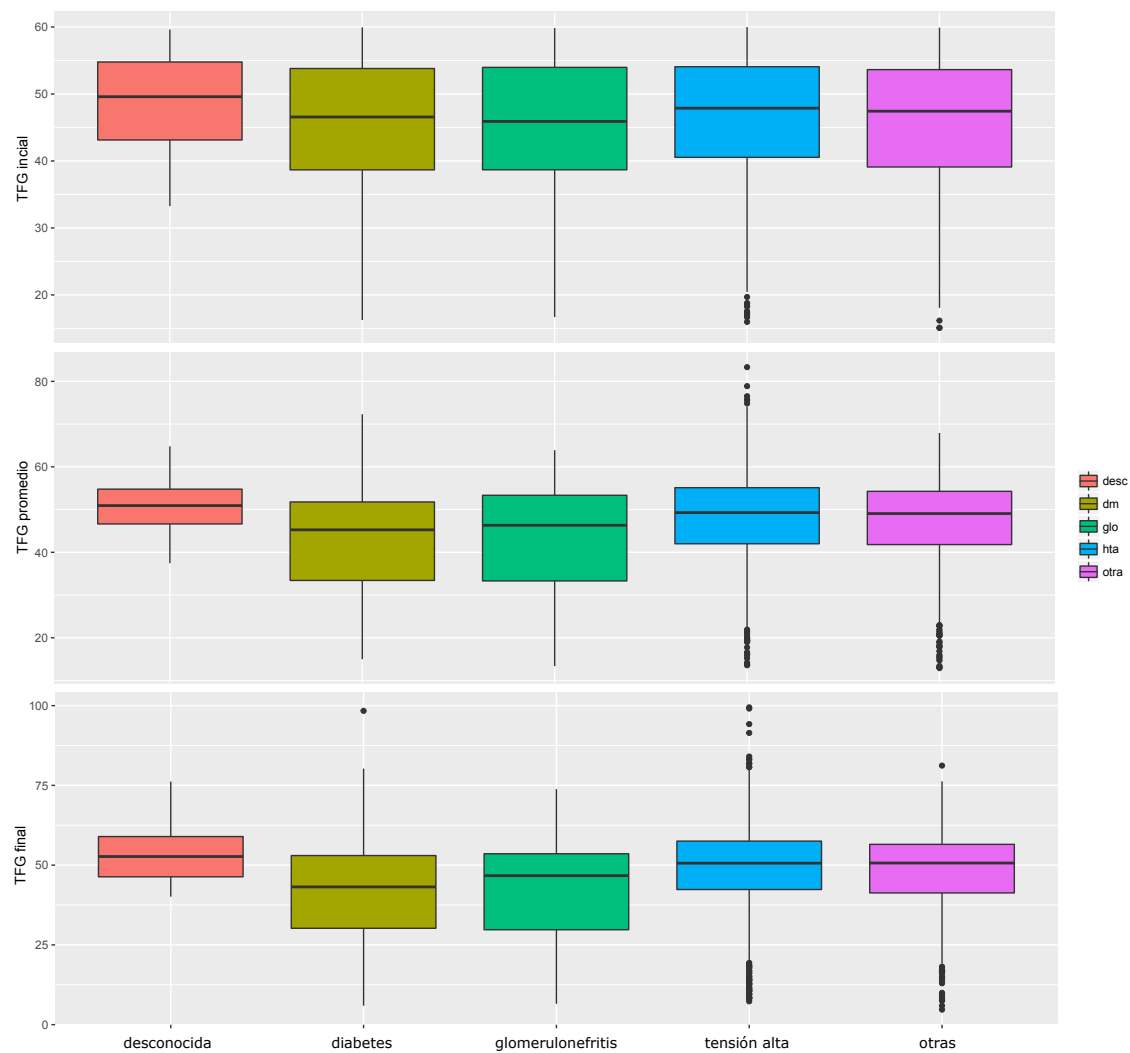 TFG incial
60
50
40
30
20
TFG promedio
80
60
40
20
TFG final
100
75
50
25
0
desconocida diabetes glomerulonefritis tensión alta otras
desc
dm
glo
hta
otra